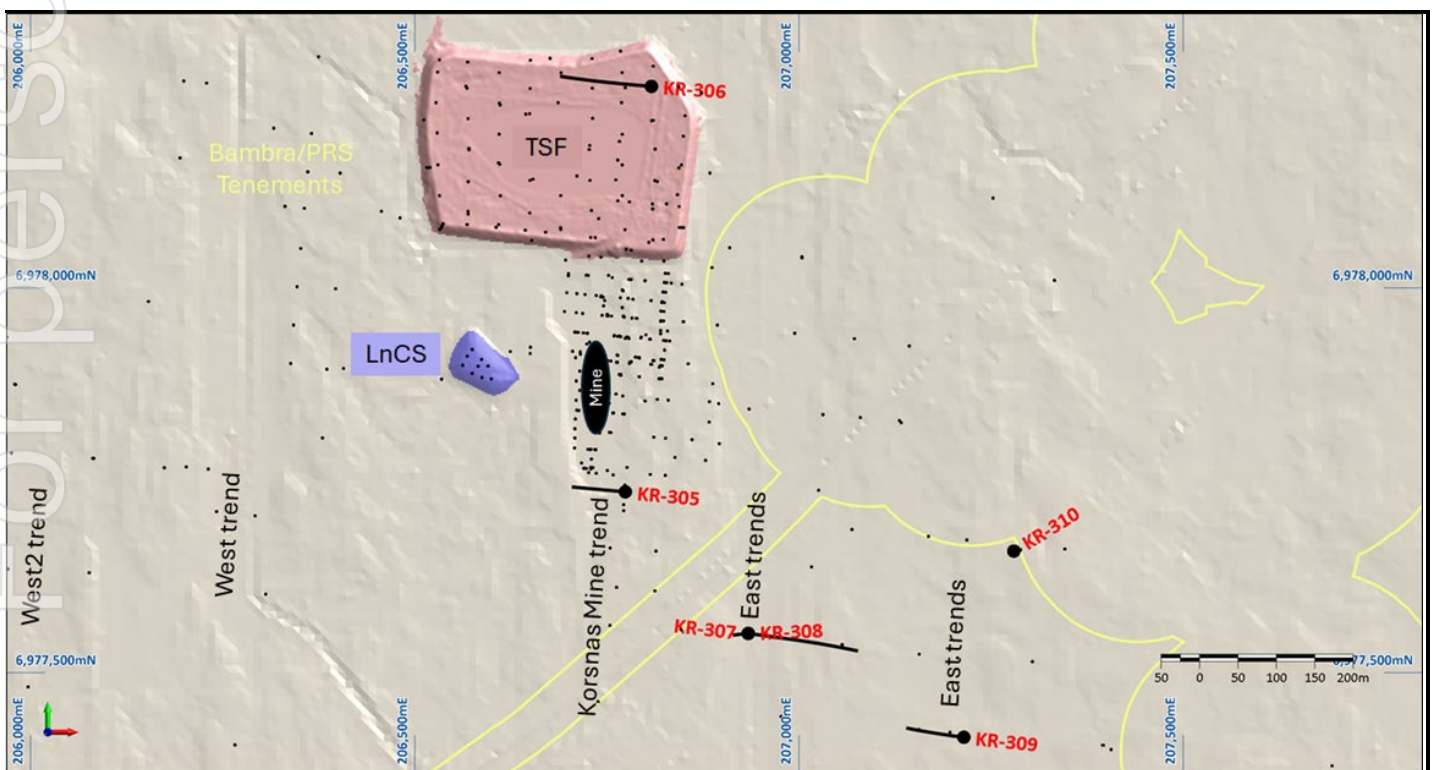 For perso
206,000mE
206,500mE
207,000mE
207,500mE
KR-306
TSF
Bambra/PRS
Tenements
6,978,000mN
6,978,000mN
LnCS
Mine
KR-305
West2 trend
West trend
Korsnas Mine trend
East trends
East trends
KR-310
KR-307
KR-308
6,977,500mN
6,977,500mN
50 0 50 100 150 200m
KR-309
206,000mE
206,500mE
207,000mE
207,500mE